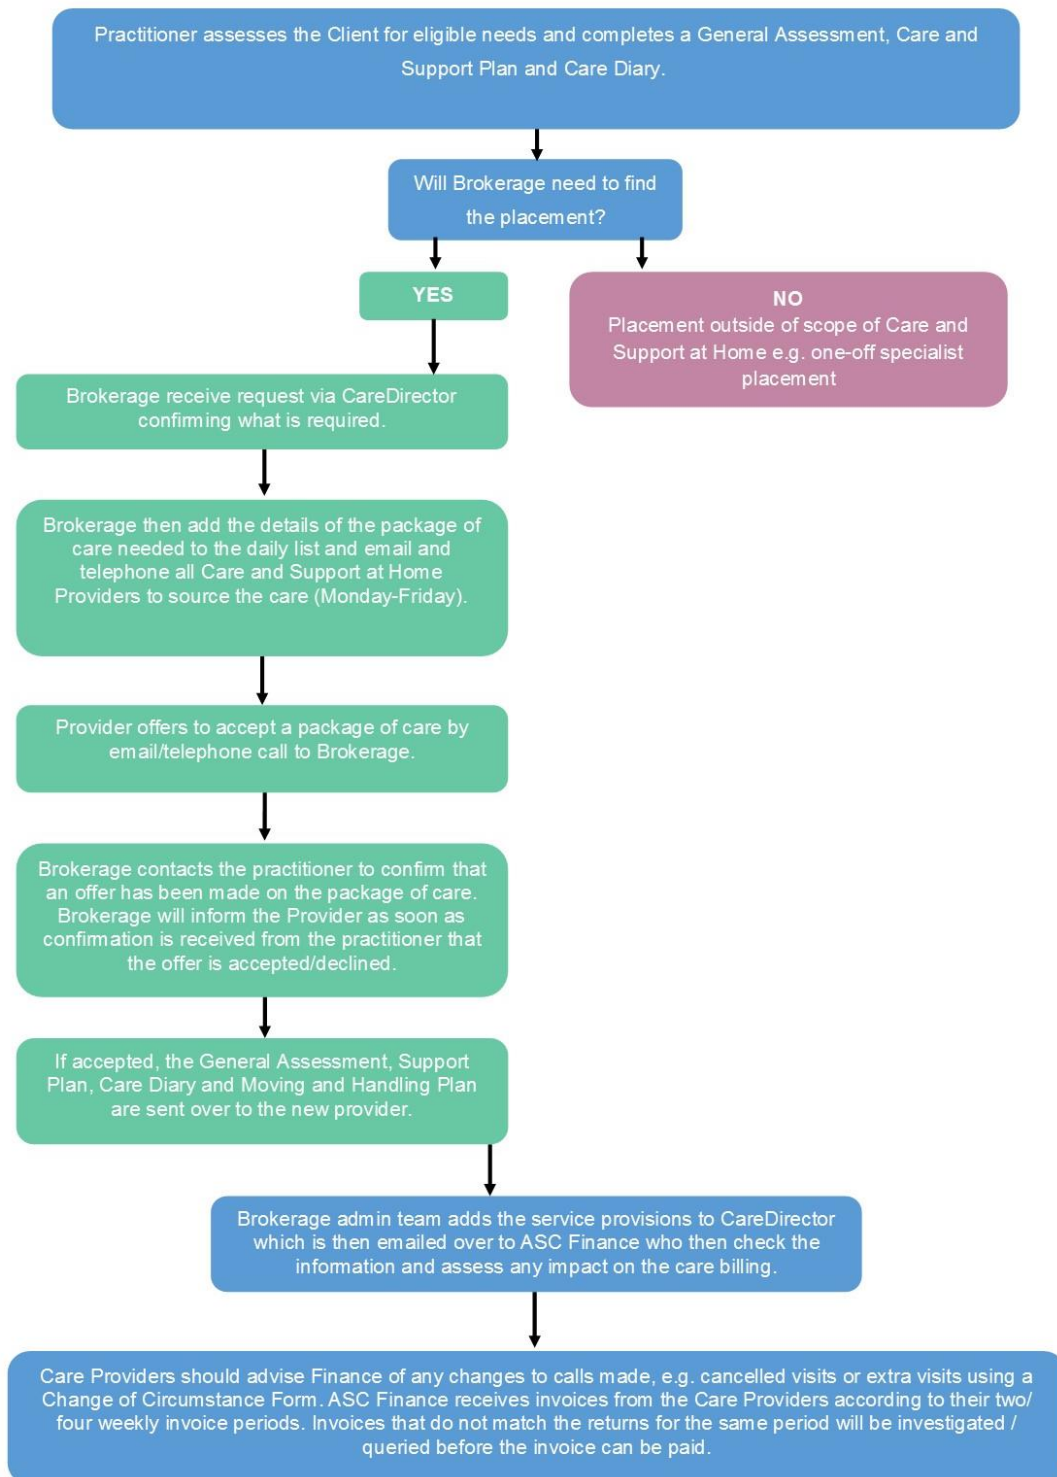 Practitioner assesses the Client for eligible needs and completes a General Assessment, Care and
Support Plan and Care Diary.
Will Brokerage need to find
the placement?
YES
NO
Placement outside of scope of Care and
Support at Home e.g. one-off specialist
placement
Brokerage receive request via CareDirector
confirming what is required.
Brokerage then add the details of the package of
care needed to the daily list and email and
telephone all Care and Support at Home
Providers to source the care (Monday-Friday).
Provider offers to accept a package of care by
email/telephone call to Brokerage.
Brokerage contacts the practitioner to confirm that
an offer has been made on the package of care.
Brokerage will inform the Provider as soon as
confirmation is received from the practitioner that
the offer is accepted/declined.
If accepted, the General Assessment, Support
Plan, Care Diary and Moving and Handling Plan
are sent over to the new provider.
Brokerage admin team adds the service provisions to CareDirector
which is then emailed over to ASC Finance who then check the
information and assess any impact on the care billing.
Care Providers should advise Finance of any changes to calls made, e.g. cancelled visits or extra visits using a
Change of Circumstance Form. ASC Finance receives invoices from the Care Providers according to their two/
four weekly invoice periods. Invoices that do not match the returns for the same period will be investigated /
queried before the invoice can be paid.